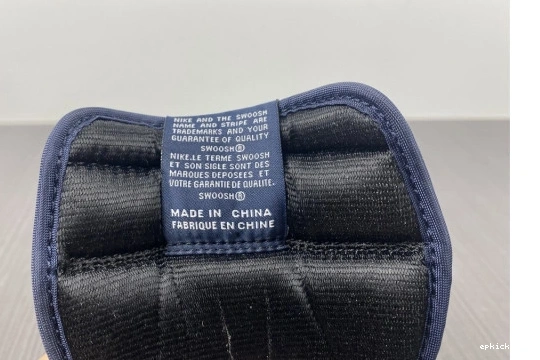 NIKE AND THE SWOOSH
NAME AND STRIPE ARE
TRADEMARKS AND YOUR
GUARANTEE OF QUALITY
SWOOSH®
NIKE.LE TERME SWOOSH
ET SON SIGLE SONT DES
MARQUES DEPOSEES ET
VOTRE GARANTIE DE QUALITE.
SWOOSH®
MADE IN CHINA
FABRIQUE EN CHINE
epkick